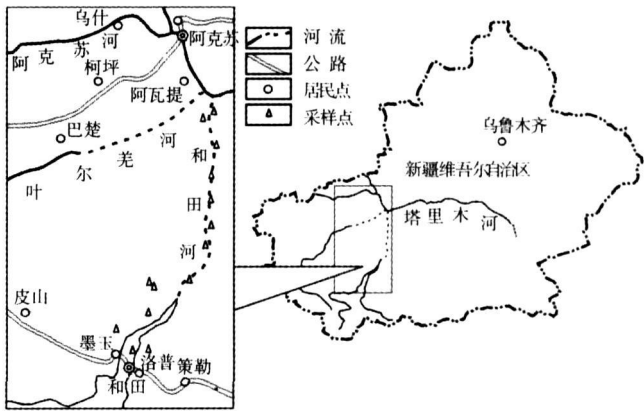 乌什
阿克苏河
阿克苏
柯坪
阿瓦提
巴楚
叶尔羌河
和田河
皮山
墨玉
洛普
策勒
和田
河流
公路
居民点
采样点
乌鲁木齐
新疆维吾尔自治区
塔里木河